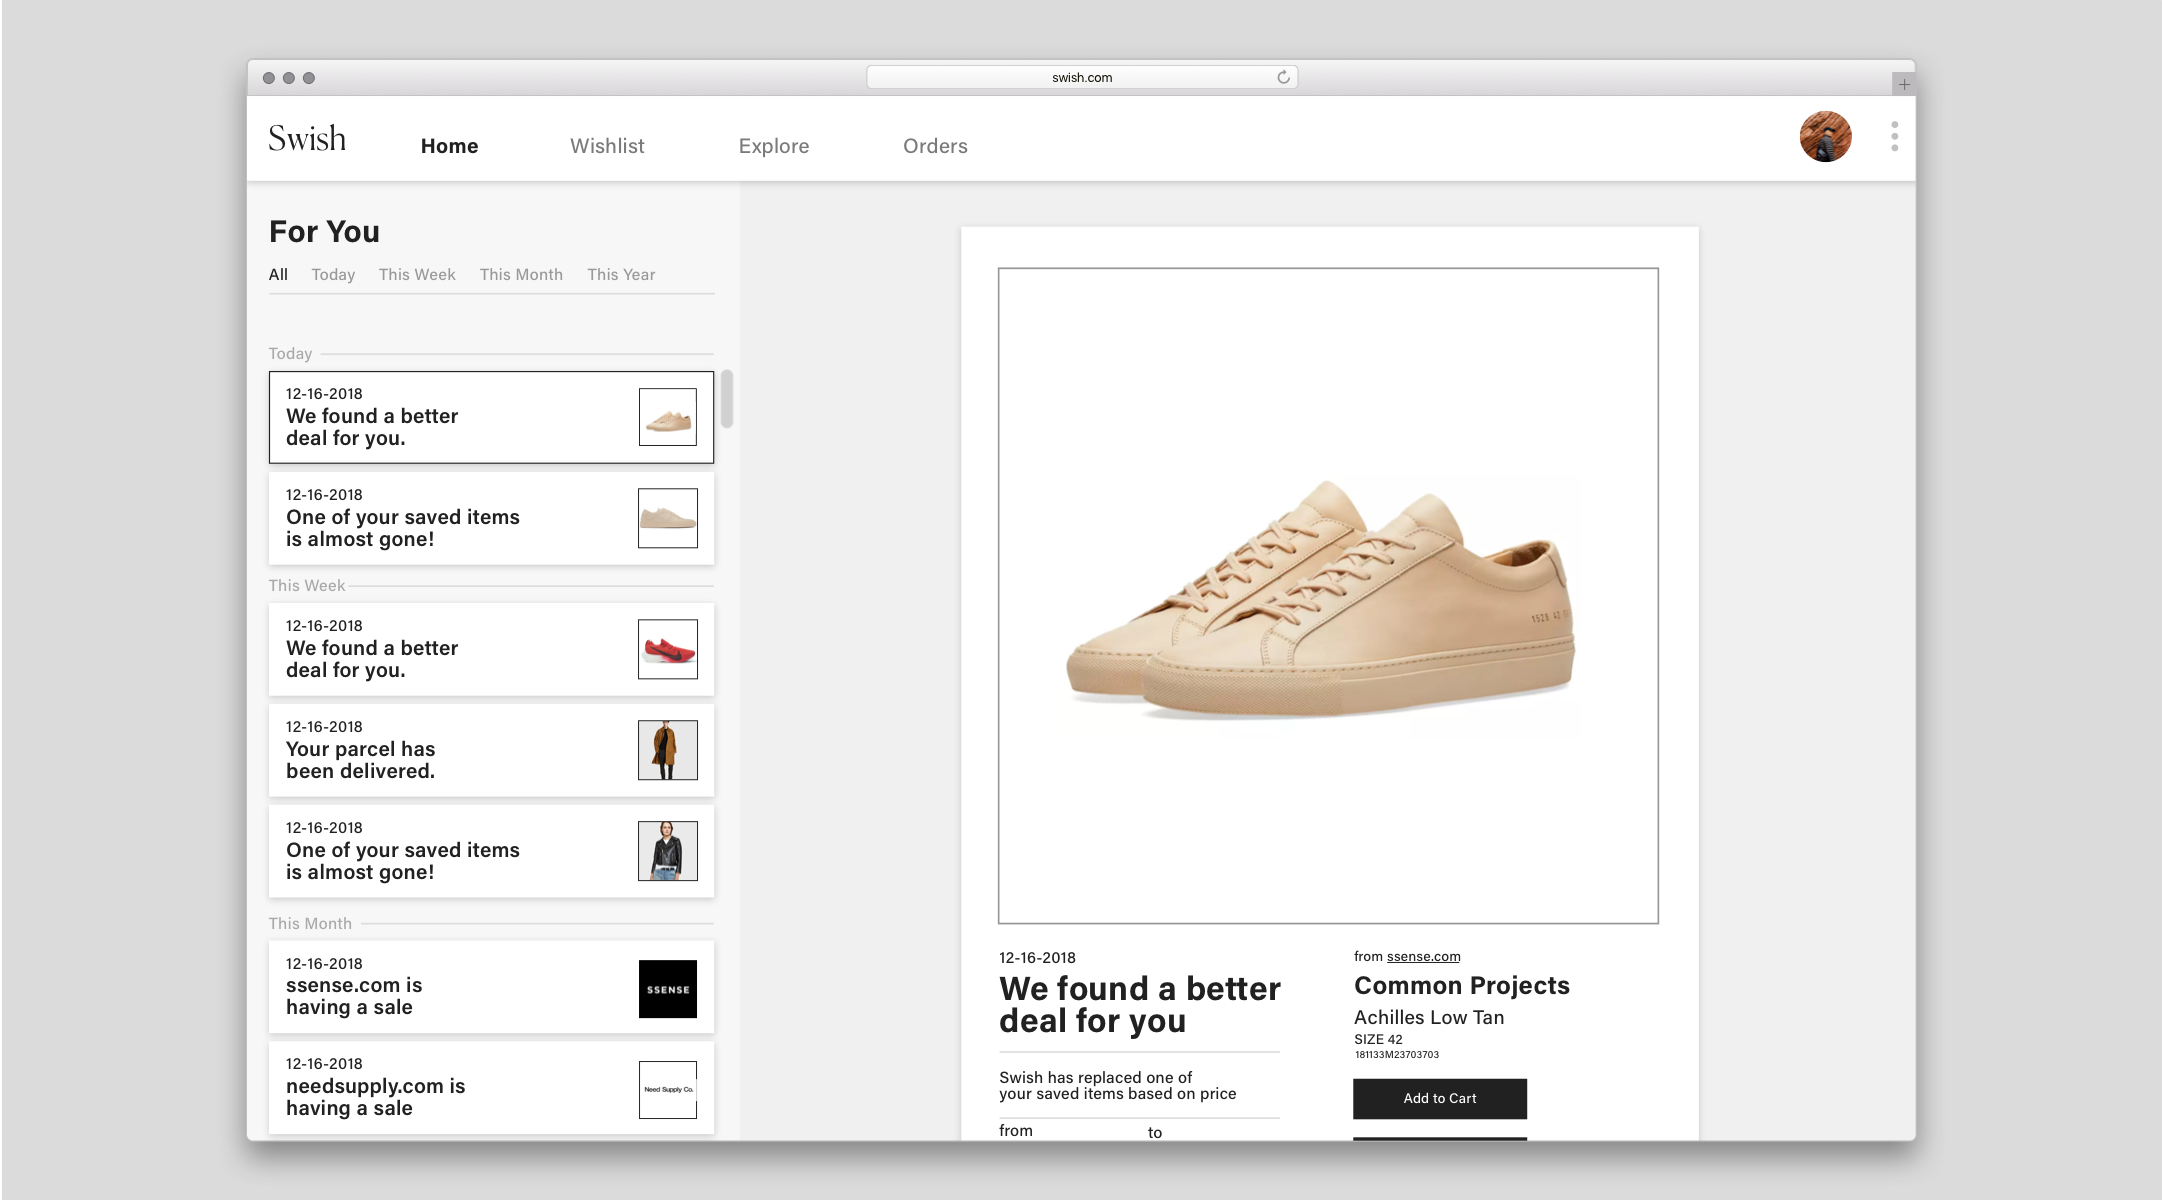 swish.com
Swish
Home
Wishlist
Explore
Orders
For You
All
Today
This Week
This Month
This Year
Today
12-16-2018
We found a better
deal for you.
12-16-2018
One of your saved items
is almost gone!
This Week
12-16-2018
We found a better
deal for you.
12-16-2018
Your parcel has
been delivered.
12-16-2018
One of your saved items
is almost gone!
This Month
12-16-2018
ssense.com is
having a sale
SSENSE
12-16-2018
needsupply.com is
having a sale
Need Supply Co.
1528 42
12-16-2018
We found a better
deal for you
Swish has replaced one of
your saved items based on price
from
to
from ssense.com
Common Projects
Achilles Low Tan
SIZE 42
181133M23703703
Add to Cart